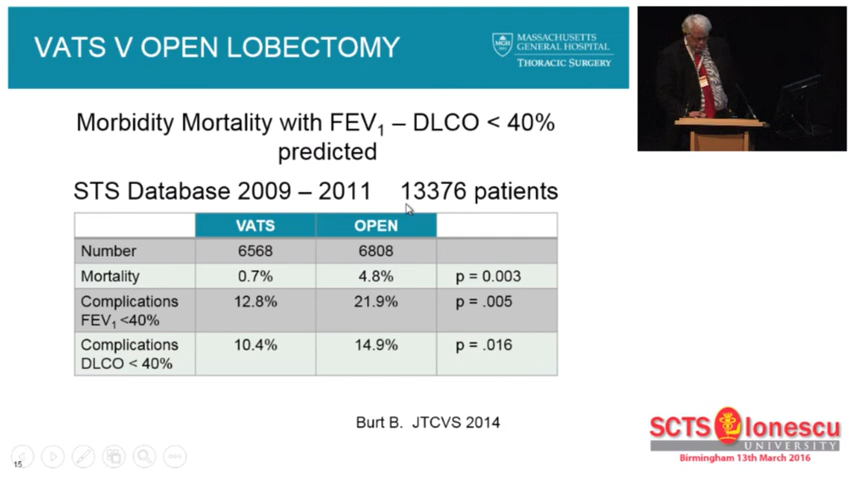 VATS V OPEN LOBECTOMY
MASSACHUSETTS
GENERAL HOSPITAL
THORACIC SURGERY
MGH
Morbidity Mortality with FEV1 – DLCO < 40%
predicted
STS Database 2009 – 2011 13376 patients
VATS OPEN
Number 6568 6808
Mortality 0.7% 4.8% p = 0.003
Complications 12.8% 21.9% p = .005
FEV1 <40%
Complications 10.4% 14.9% p = .016
DLCO < 40%
Burt B. JTCVS 2014
SCTS Ionescu
UNIVERSITY
Birmingham 13th March 2016
15